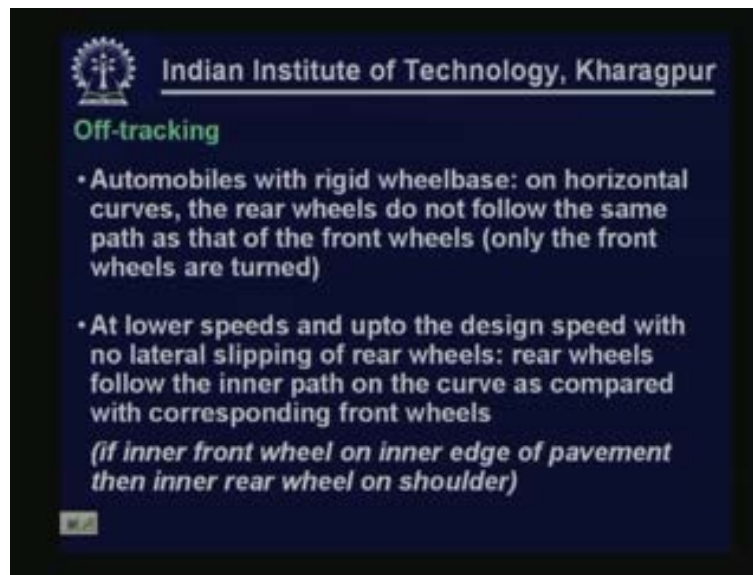 Indian Institute of Technology, Kharagpur
Off-tracking
•Automobiles with rigid wheelbase: on horizontal
curves, the rear wheels do not follow the same
path as that of the front wheels (only the front
wheels are turned)
•At lower speeds and upto the design speed with
no lateral slipping of rear wheels: rear wheels
follow the inner path on the curve as compared
with corresponding front wheels
(if inner front wheel on inner edge of pavement
then inner rear wheel on shoulder)